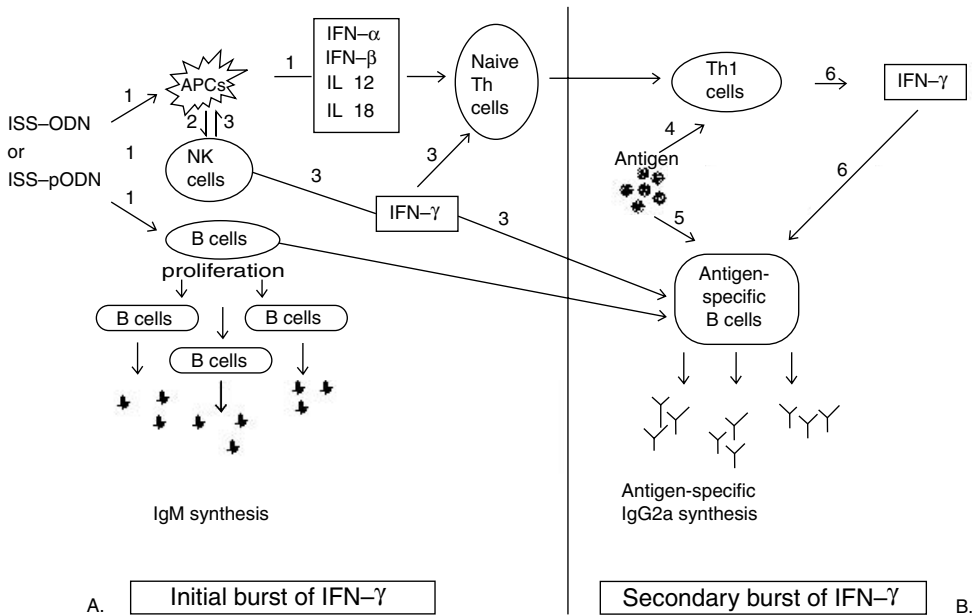 ISS–ODN
or
ISS–pODN
1
1
1
APCs
2
3
NK
cells
1
IFN–α
IFN–β
IL 12
IL 18
Naive
Th
cells
3
3
IFN–γ
3
B cells
proliferation
B cells
B cells
B cells
IgM synthesis
A.
Initial burst of IFN–γ
Th1
cells
6
IFN–γ
4
Antigen
5
6
Antigen-
specific
B cells
Antigen-specific
IgG2a synthesis
Secondary burst of IFN–γ
B.